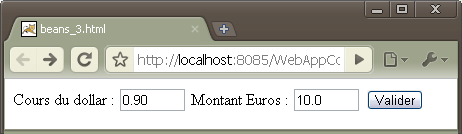 beans_3.html
http://localhost:8085/WebAppCo
Cours du dollar : 0.90 Montant Euros : 10.0 Valider